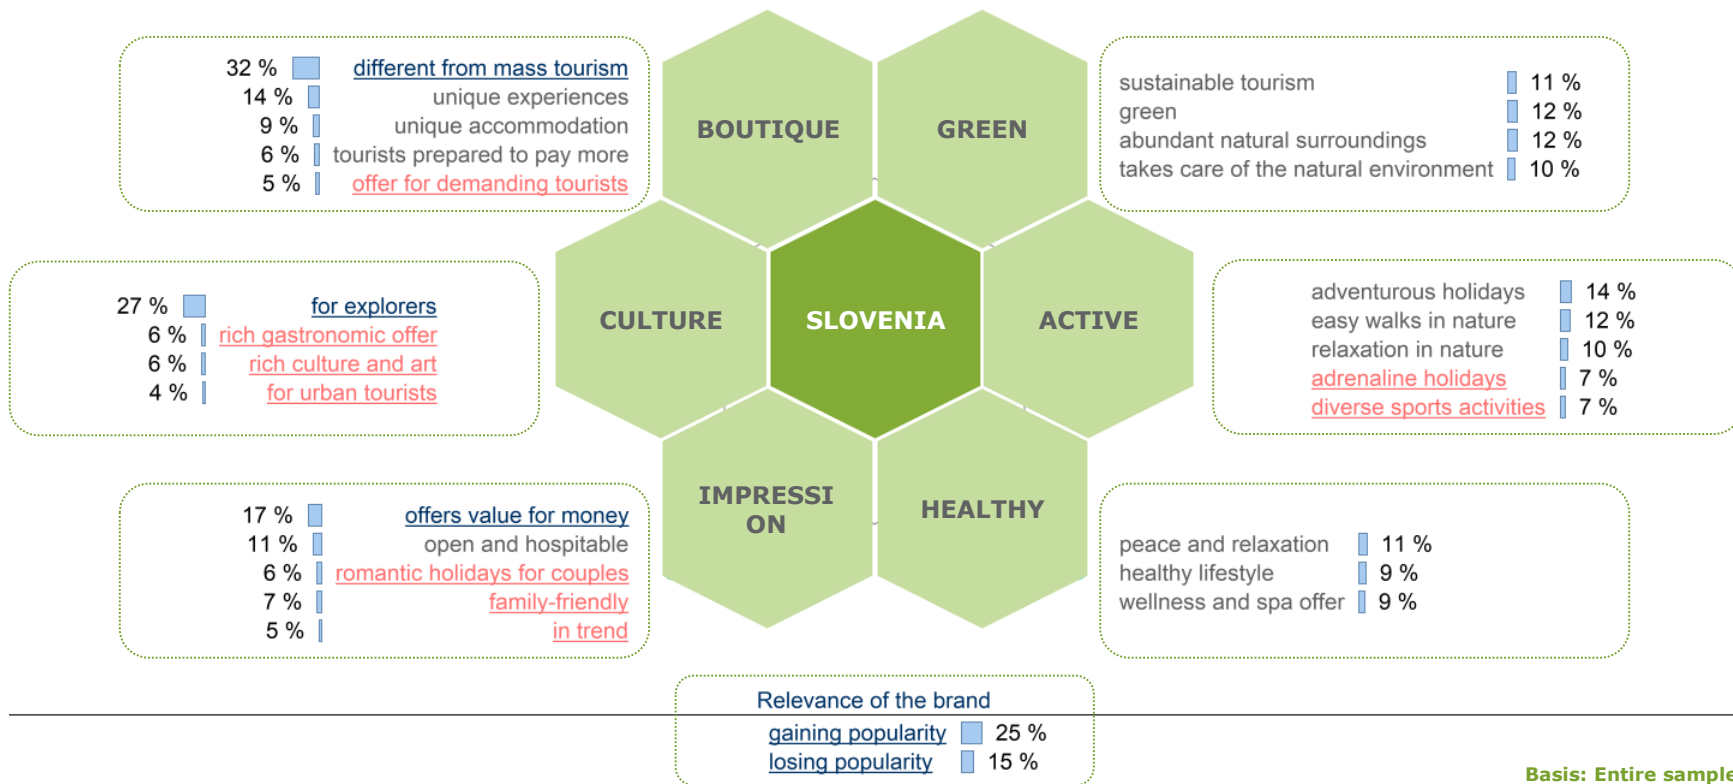 32 % different from mass tourism
14 % unique experiences
9 % unique accommodation
6 % tourists prepared to pay more
5 % offer for demanding tourists
BOUTIQUE
GREEN
sustainable tourism 11 %
green 12 %
abundant natural surroundings 12 %
takes care of the natural environment 10 %
27 % for explorers
6 % rich gastronomic offer
6 % rich culture and art
4 % for urban tourists
CULTURE
SLOVENIA
ACTIVE
adventurous holidays 14 %
easy walks in nature 12 %
relaxation in nature 10 %
adrenaline holidays 7 %
diverse sports activities 7 %
17 % offers value for money
11 % open and hospitable
6 % romantic holidays for couples
7 % family-friendly
5 % in trend
IMPRESSI
ON
HEALTHY
peace and relaxation 11 %
healthy lifestyle 9 %
wellness and spa offer 9 %
Relevance of the brand
gaining popularity 25 %
losing popularity 15 %
Basis: Entire sample